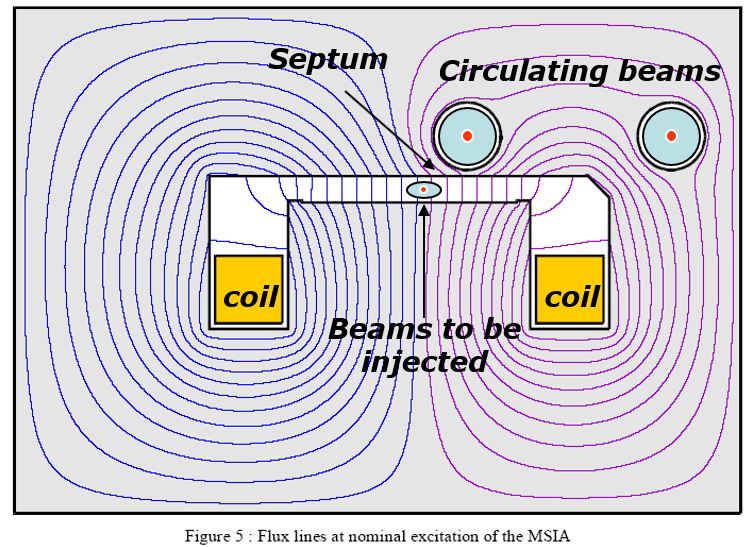 Septum
Circulating beams
coil
coil
Beams to be
injected
Figure 5 : Flux lines at nominal excitation of the MSIA